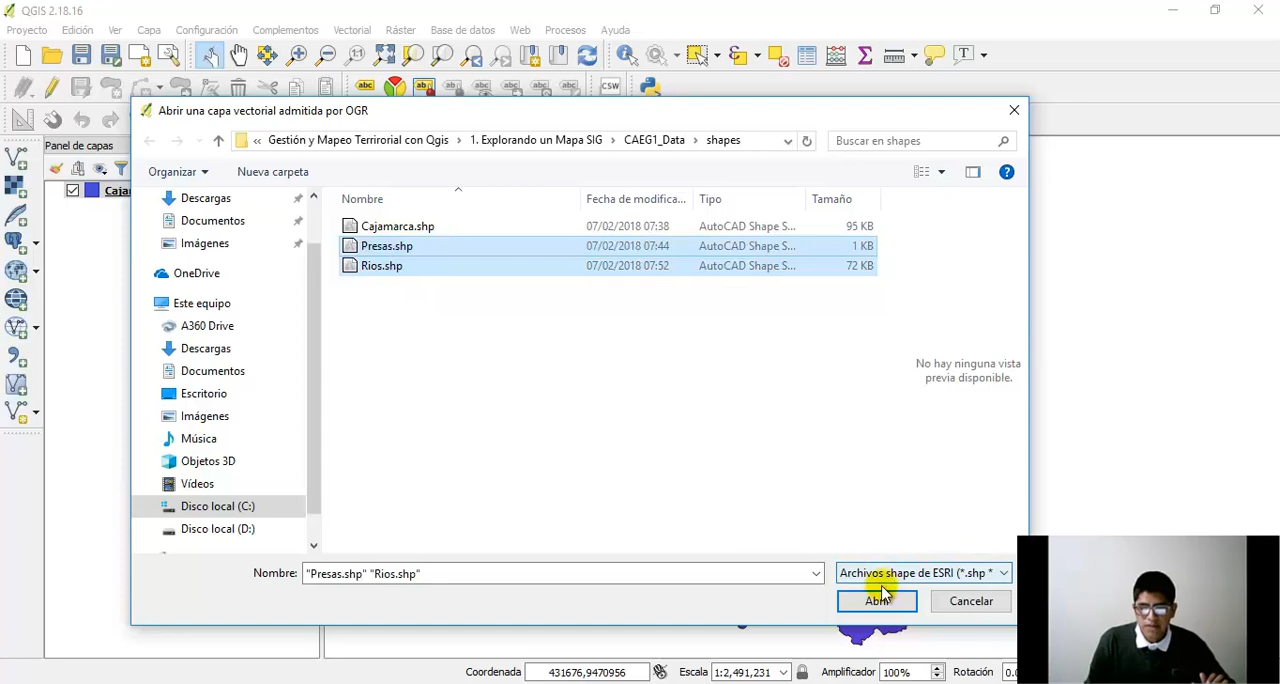 QGIS 2.18.16
Proyecto Edición Ver Capa Configuración Complementos Vectorial Ráster Base de datos Web Procesos Ayuda
Abrir una capa vectorial admitida por OGR
Panel de capas
« Gestión y Mapeo Terrirorial con Qgis > 1. Explorando un Mapa SIG > CAEG1_Data > shapes
Buscar en shapes
Organizar Nueva carpeta
Cajar
Nombre Fecha de modifica... Tipo Tamaño
Descargas
Documentos
Imágenes
OneDrive
Este equipo
A360 Drive
Descargas
Documentos
Escritorio
Imágenes
Música
Objetos 3D
Vídeos
Disco local (C:)
Disco local (D:)
Cajamarca.shp 07/02/2018 07:38 AutoCAD Shape S... 95 KB
Presas.shp 07/02/2018 07:44 AutoCAD Shape S... 1 KB
Rios.shp 07/02/2018 07:52 AutoCAD Shape S... 72 KB
No hay ninguna vista
previa disponible.
Nombre: "Presas.shp" "Rios.shp" Archivos shape de ESRI (*.shp *
Abrir Cancelar
Coordenada 431676,9470956 Escala 1:2,491,231 Amplificador 100% Rotación 0.0